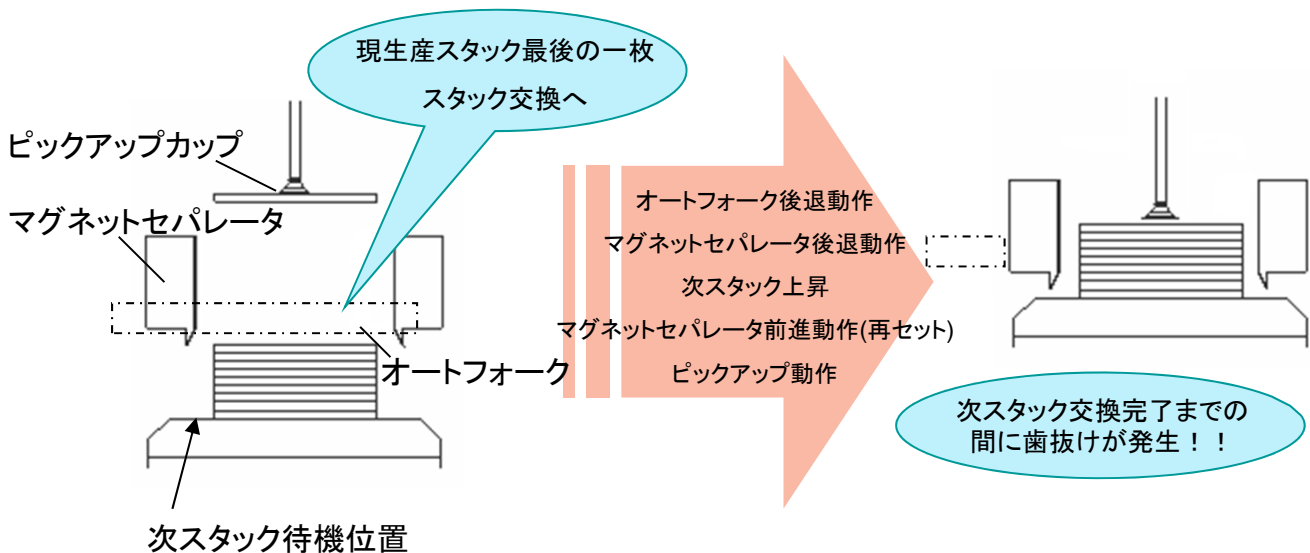 現生産スタック最後の一枚
スタック交換へ
ピックアップカップ
マグネットセパレータ
オートフォーク
次スタック待機位置
オートフォーク後退動作
マグネットセパレータ後退動作
次スタック上昇
マグネットセパレータ前進動作(再セット)
ピックアップ動作
次スタック交換完了までの
間に歯抜けが発生！！